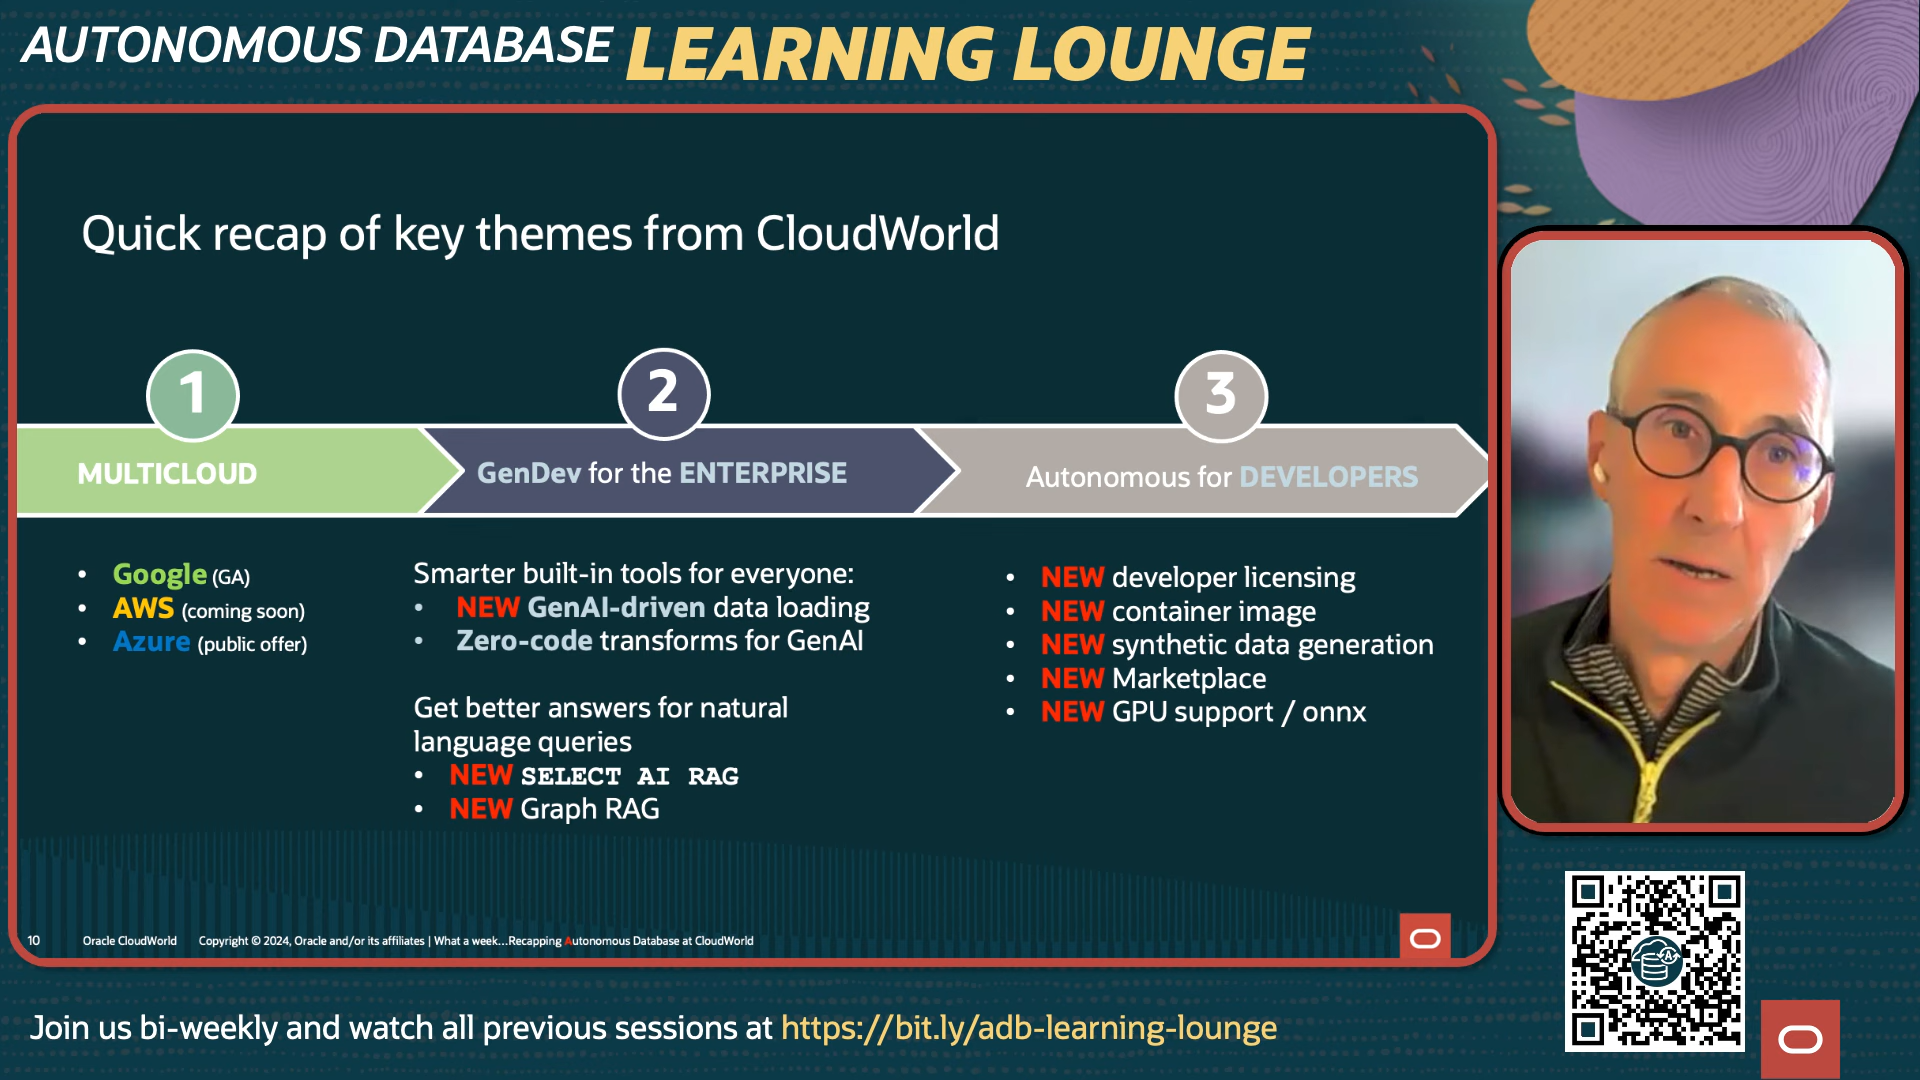 AUTONOMOUS DATABASE LEARNING LOUNGE
Quick recap of key themes from CloudWorld
1
2
3
MULTICLOUD
GenDev for the ENTERPRISE
Autonomous for DEVELOPERS
• Google (GA)
• AWS (coming soon)
• Azure (public offer)
Smarter built-in tools for everyone:
• NEW GenAI-driven data loading
• Zero-code transforms for GenAI
Get better answers for natural
language queries
• NEW SELECT AI RAG
• NEW Graph RAG
• NEW developer licensing
• NEW container image
• NEW synthetic data generation
• NEW Marketplace
• NEW GPU support / onnx
10 Oracle CloudWorld Copyright © 2024, Oracle and/or its affiliates | What a week...Recapping Autonomous Database at CloudWorld
A
Join us bi-weekly and watch all previous sessions at https://bit.ly/adb-learning-lounge